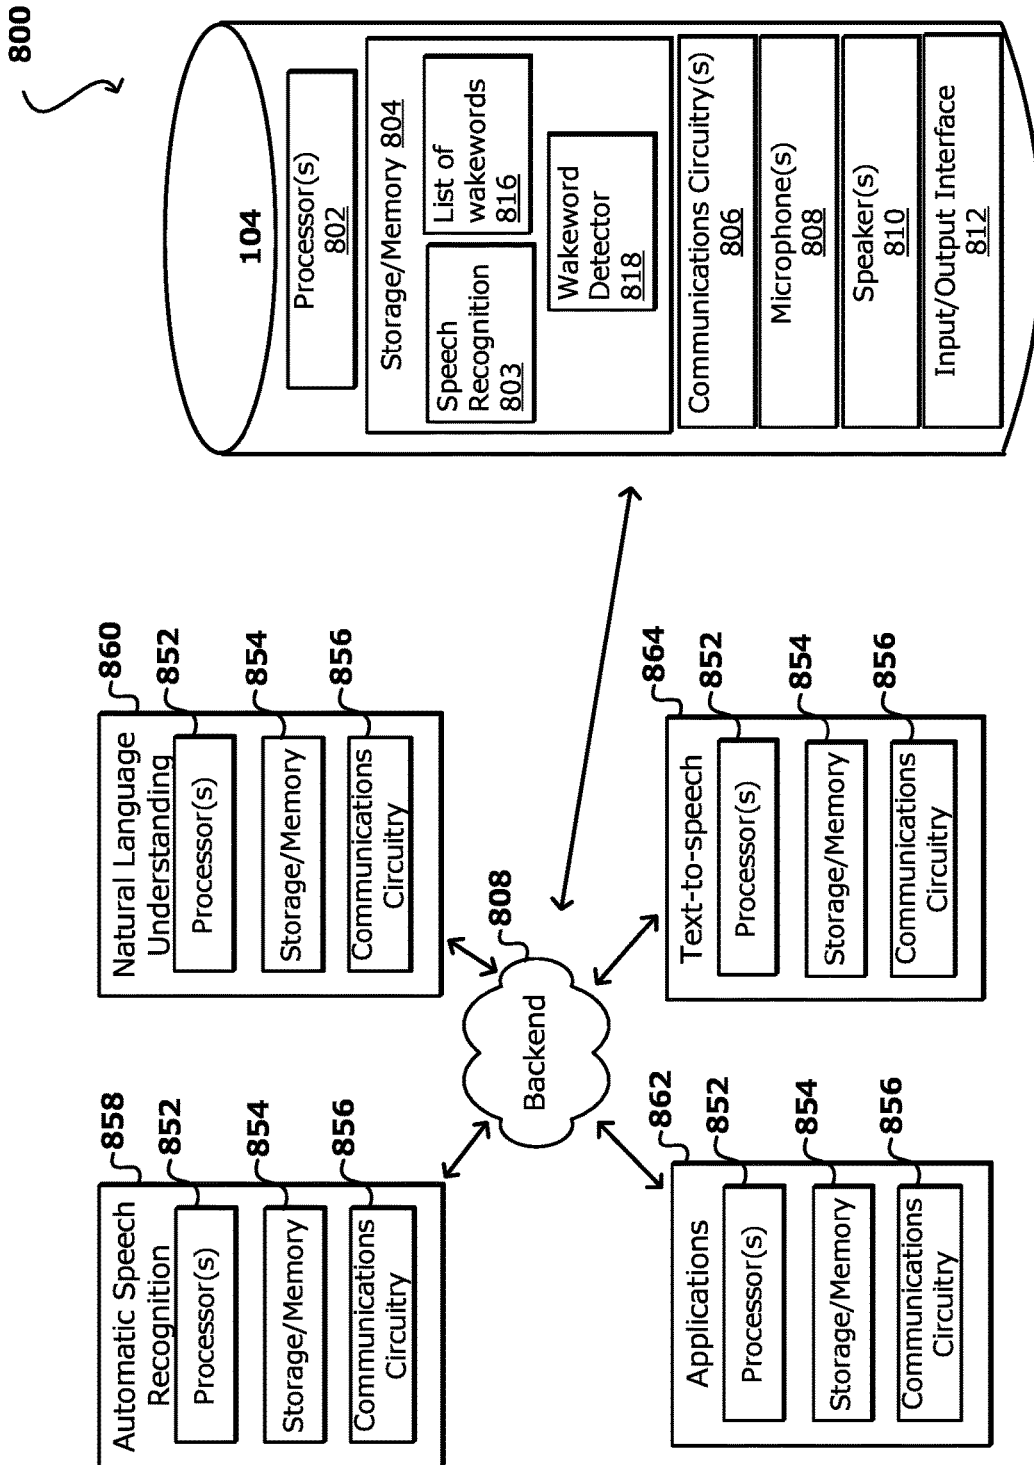 800
104
Processor(s)
802
Storage/Memory 804
Speech
Recognition
803
List of
wakewords
816
Wakeword
Detector
818
Communications Circuitry(s)
806
Microphone(s)
808
Speaker(s)
810
Input/Output Interface
812
Automatic Speech
Recognition
858
Processor(s)
852
Storage/Memory
854
Communications
Circuitry
856
Natural Language
Understanding
860
Processor(s)
852
Storage/Memory
854
Communications
Circuitry
856
Backend
808
Applications
862
Processor(s)
852
Storage/Memory
854
Communications
Circuitry
856
Text-to-speech
864
Processor(s)
852
Storage/Memory
854
Communications
Circuitry
856